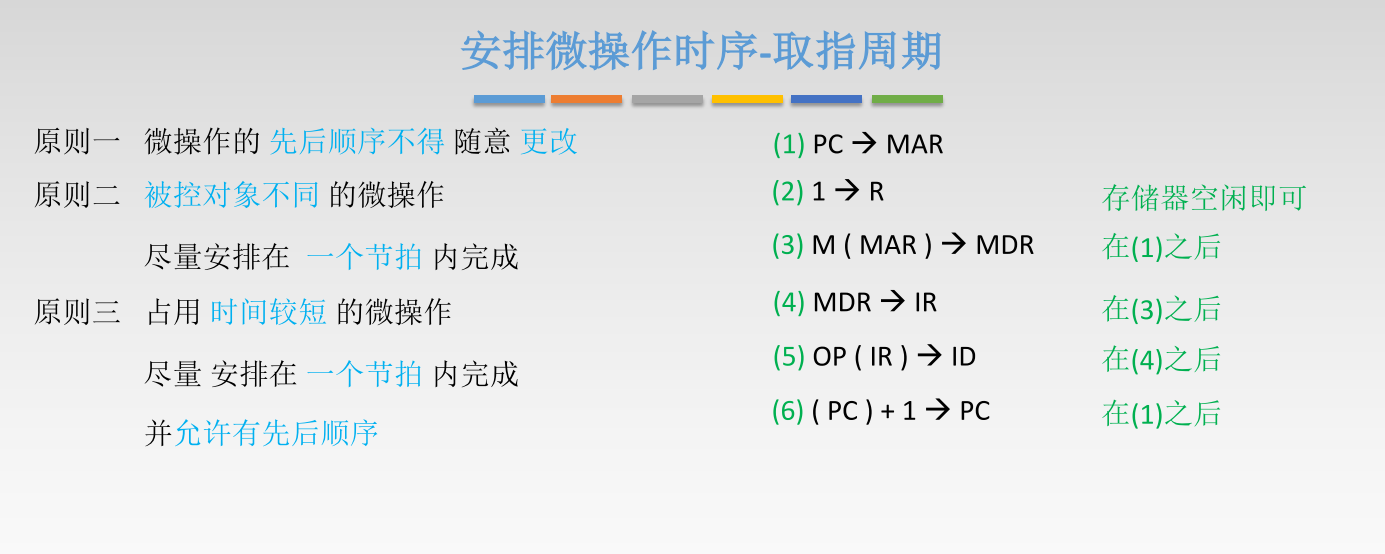 安排微操作时序-取指周期
原则一 微操作的 先后顺序不得 随意 更改
原则二 被控对象不同 的微操作
尽量安排在 一个节拍 内完成
原则三 占用 时间较短 的微操作
尽量 安排在 一个节拍 内完成
并允许有先后顺序
(1) PC → MAR
(2) 1 → R 存储器空闲即可
(3) M ( MAR ) → MDR 在(1)之后
(4) MDR → IR 在(3)之后
(5) OP ( IR ) → ID 在(4)之后
(6) ( PC ) + 1 → PC 在(1)之后